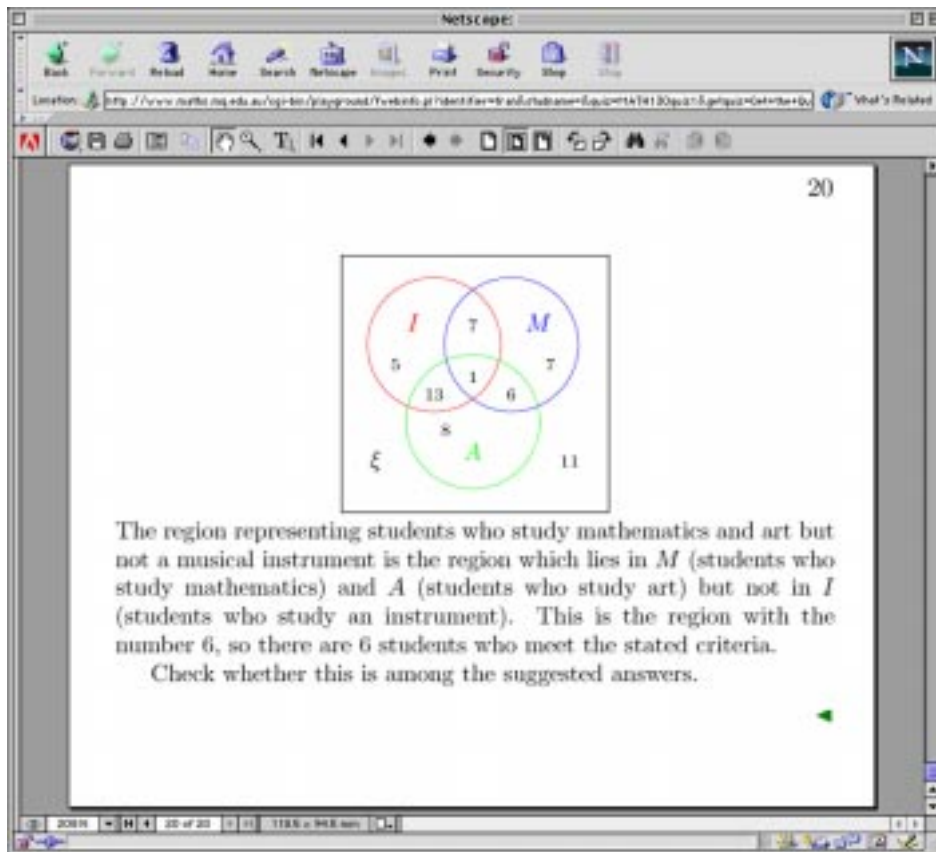 Netscape:
Back Forward Reload Home Search Netscape Images Print Security Shop Stop
Location: What's Related
N
20
I 7 M
5 7
1
13 6
8
A
ξ 11
The region representing students who study mathematics and art but
not a musical instrument is the region which lies in M (students who
study mathematics) and A (students who study art) but not in I
(students who study an instrument). This is the region with the
number 6, so there are 6 students who meet the stated criteria.
Check whether this is among the suggested answers.
20 of 20